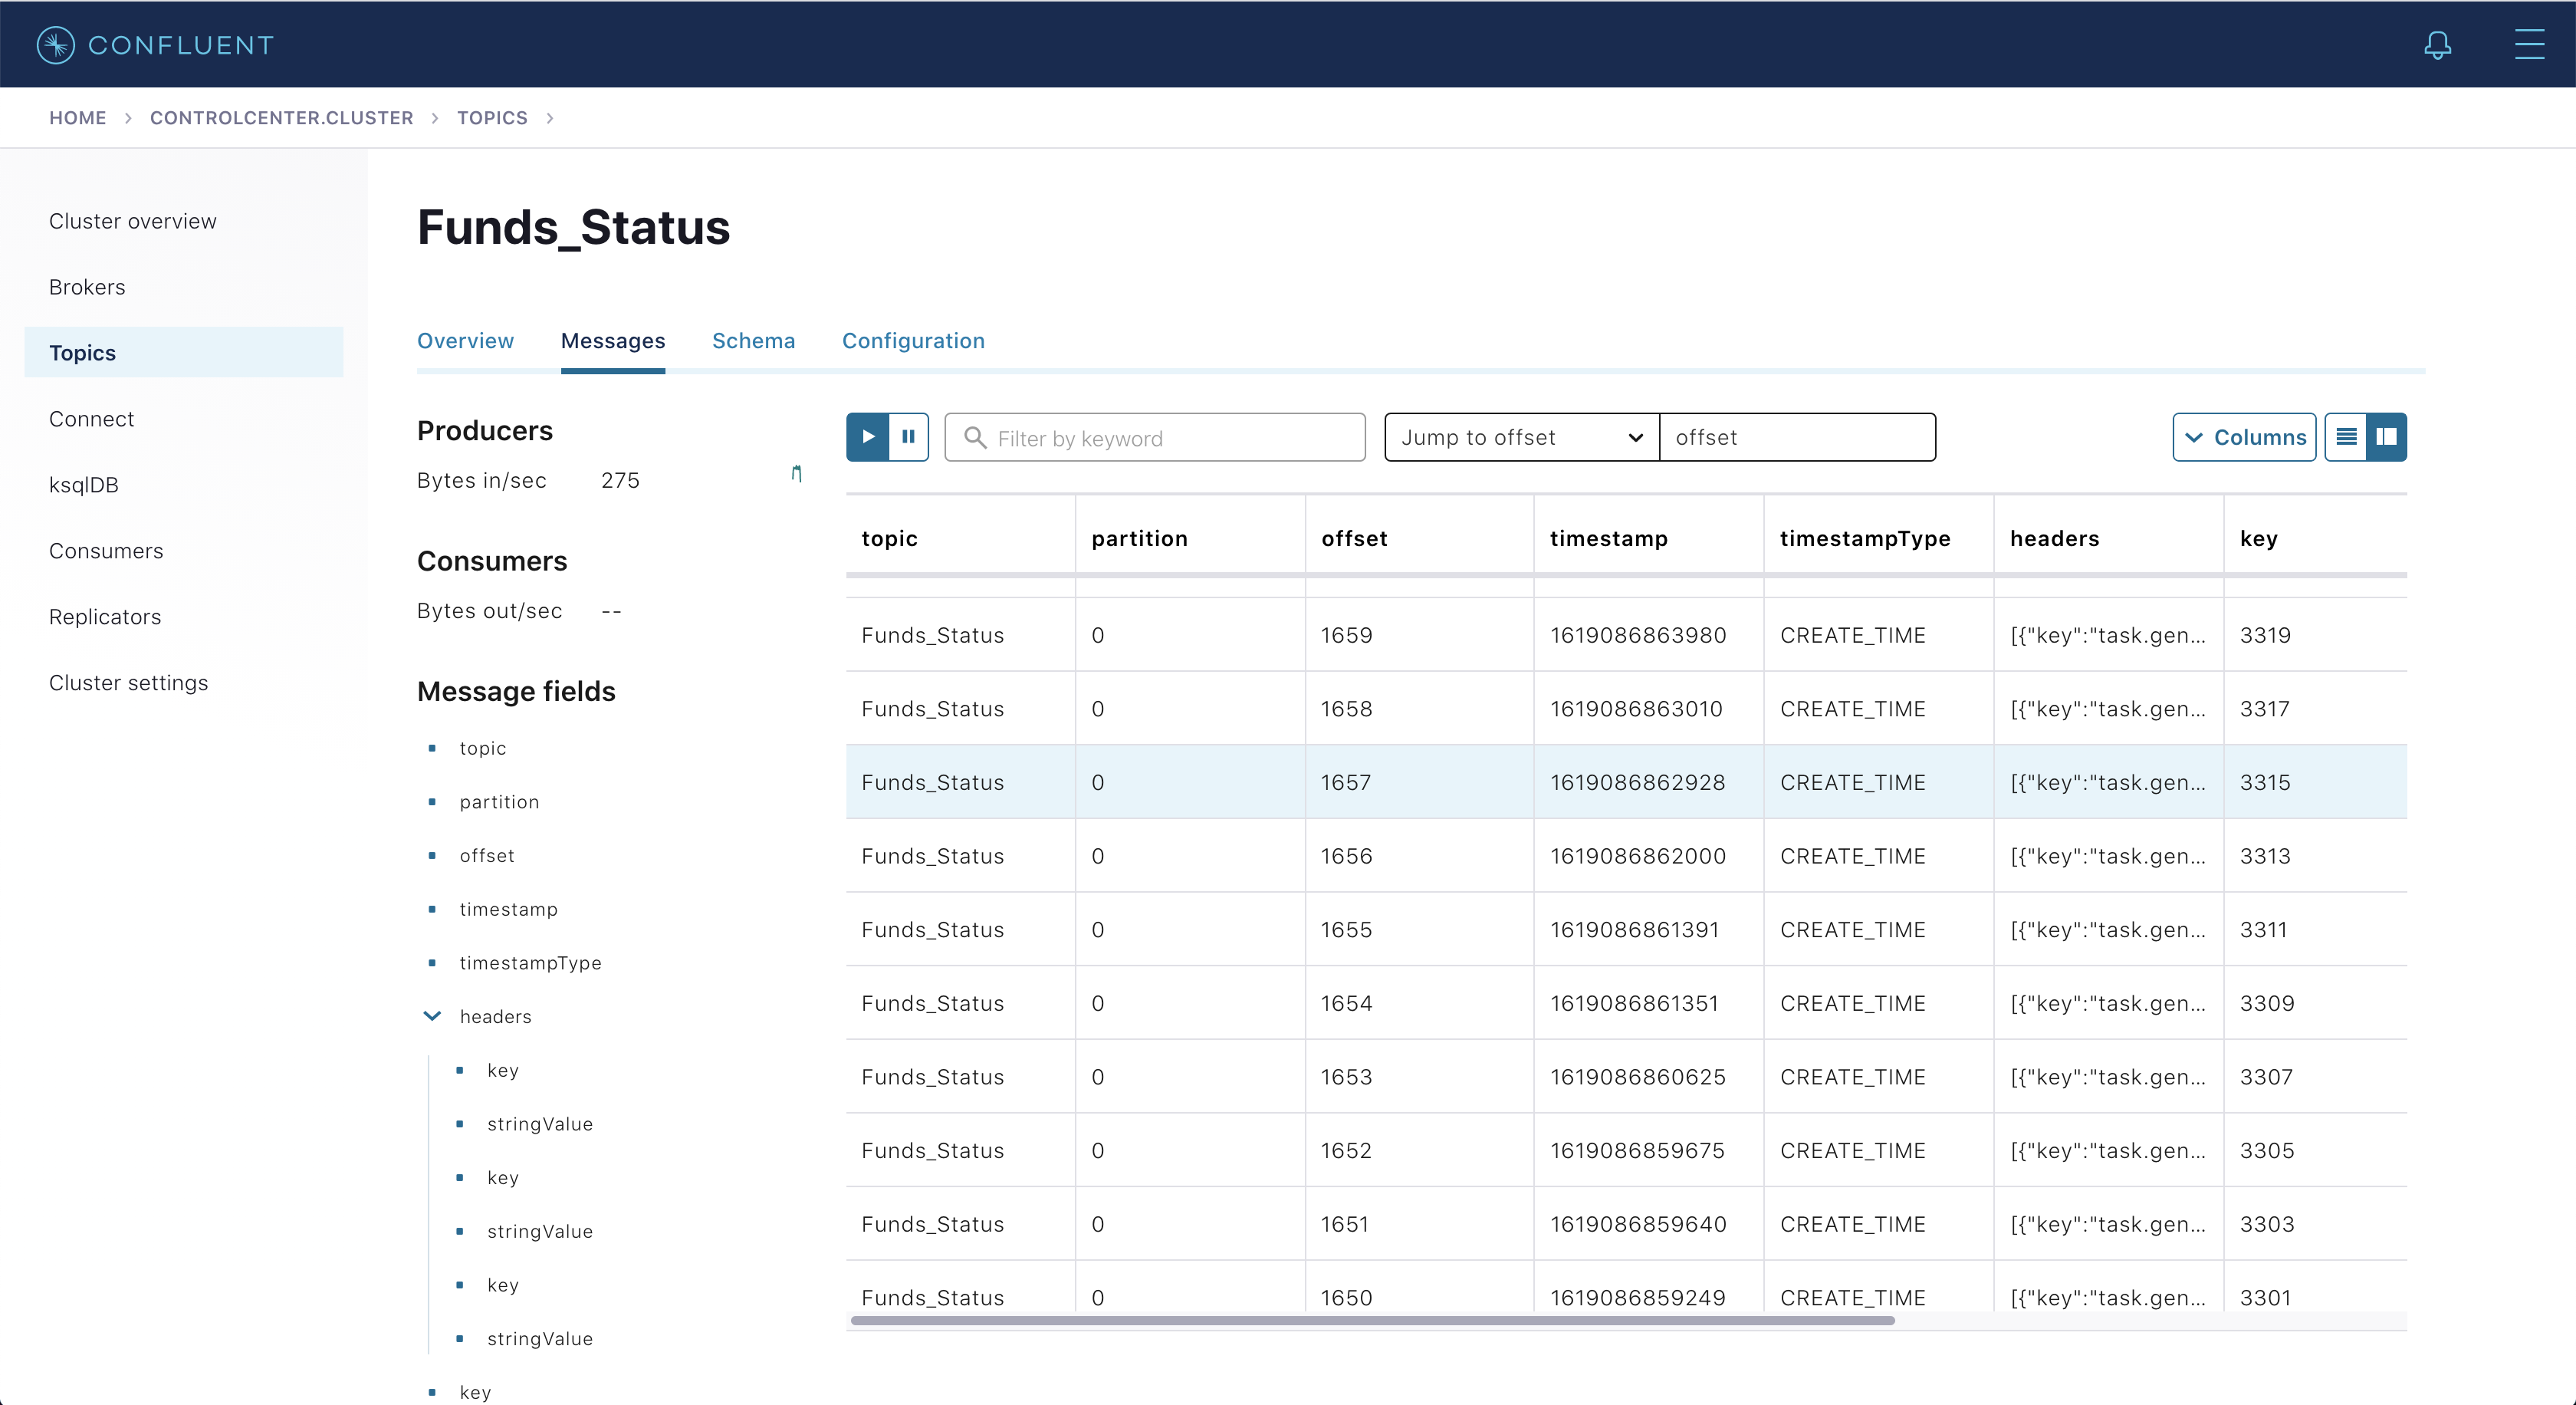 CONFLUENT
HOME > CONTROLCENTER.CLUSTER > TOPICS >
Cluster overview
Brokers
Topics
Connect
ksqlDB
Consumers
Replicators
Cluster settings
Funds_Status
Overview Messages Schema Configuration
Producers
Bytes in/sec 275
Consumers
Bytes out/sec --
Message fields
topic
partition
offset
timestamp
timestampType
headers
key
stringValue
key
stringValue
key
stringValue
key
Filter by keyword Jump to offset offset Columns
topic partition offset timestamp timestampType headers key
Funds_Status 0 1659 1619086863980 CREATE_TIME [{"key":"task.gen... 3319
Funds_Status 0 1658 1619086863010 CREATE_TIME [{"key":"task.gen... 3317
Funds_Status 0 1657 1619086862928 CREATE_TIME [{"key":"task.gen... 3315
Funds_Status 0 1656 1619086862000 CREATE_TIME [{"key":"task.gen... 3313
Funds_Status 0 1655 1619086861391 CREATE_TIME [{"key":"task.gen... 3311
Funds_Status 0 1654 1619086861351 CREATE_TIME [{"key":"task.gen... 3309
Funds_Status 0 1653 1619086860625 CREATE_TIME [{"key":"task.gen... 3307
Funds_Status 0 1652 1619086859675 CREATE_TIME [{"key":"task.gen... 3305
Funds_Status 0 1651 1619086859640 CREATE_TIME [{"key":"task.gen... 3303
Funds_Status 0 1650 1619086859249 CREATE_TIME [{"key":"task.gen... 3301